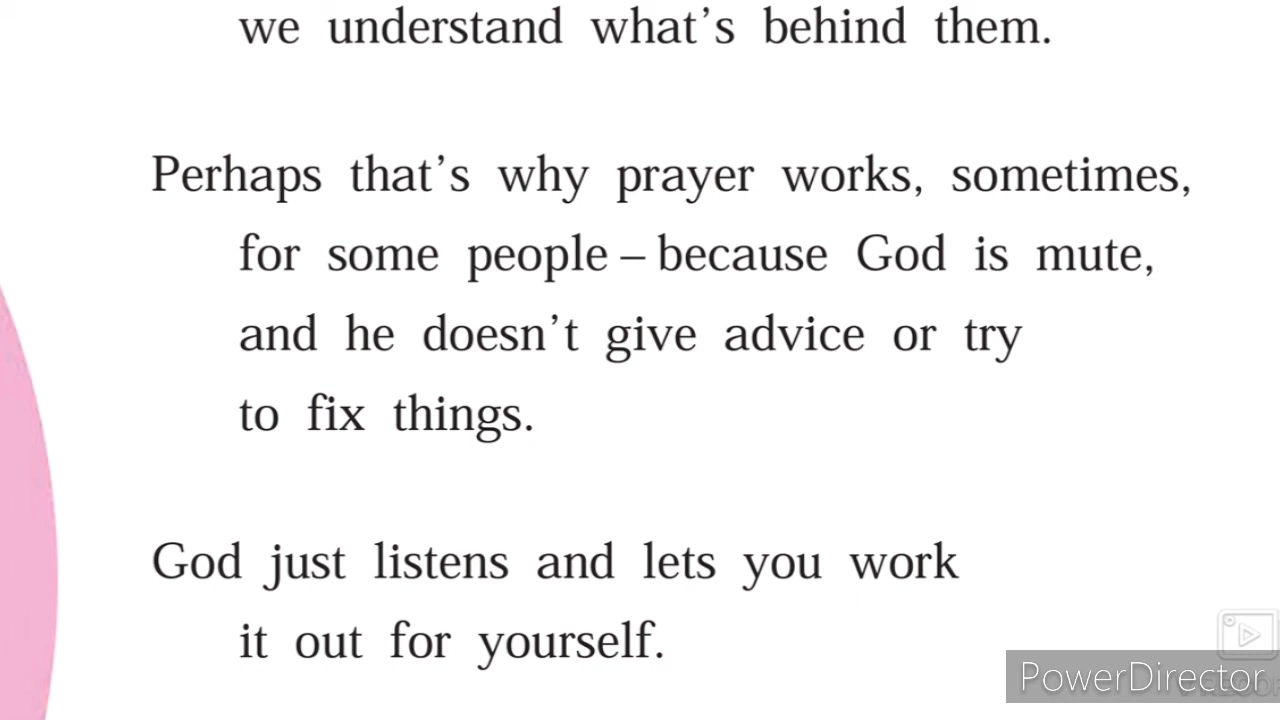 we understand what’s behind them.
Perhaps that’s why prayer works, sometimes,
for some people – because God is mute,
and he doesn’t give advice or try
to fix things.
God just listens and lets you work
it out for yourself.
PowerDirector